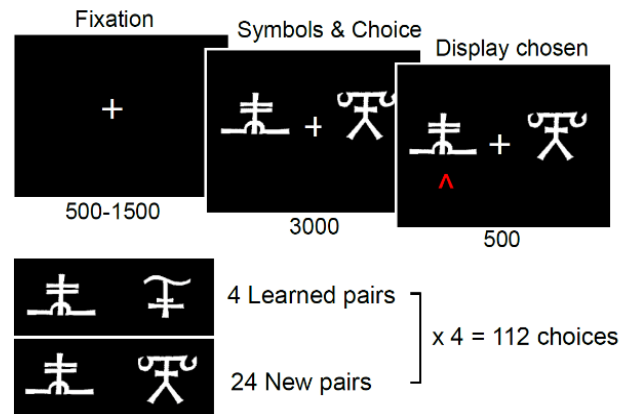 Fixation
+
500-1500
Symbols & Choice
+
3000
Display chosen
+
^
500
4 Learned pairs
24 New pairs
x 4 = 112 choices